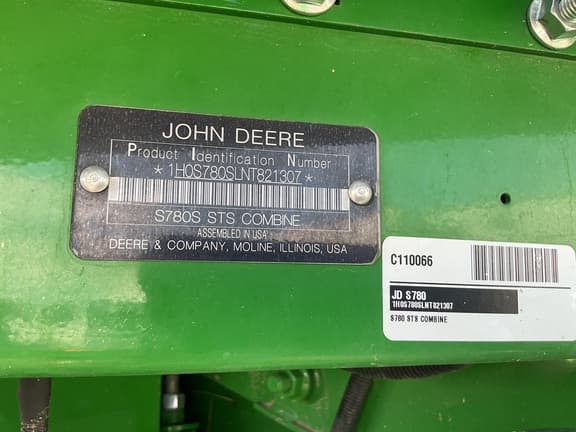 JOHN DEERE
Product Identification Number
*1H0S780SLNT821307*
S780S STS COMBINE
ASSEMBLED IN USA
DEERE & COMPANY, MOLINE, ILLINOIS, USA
C110066
JD S780
1H0S780SLNT821307
S780 STS COMBINE